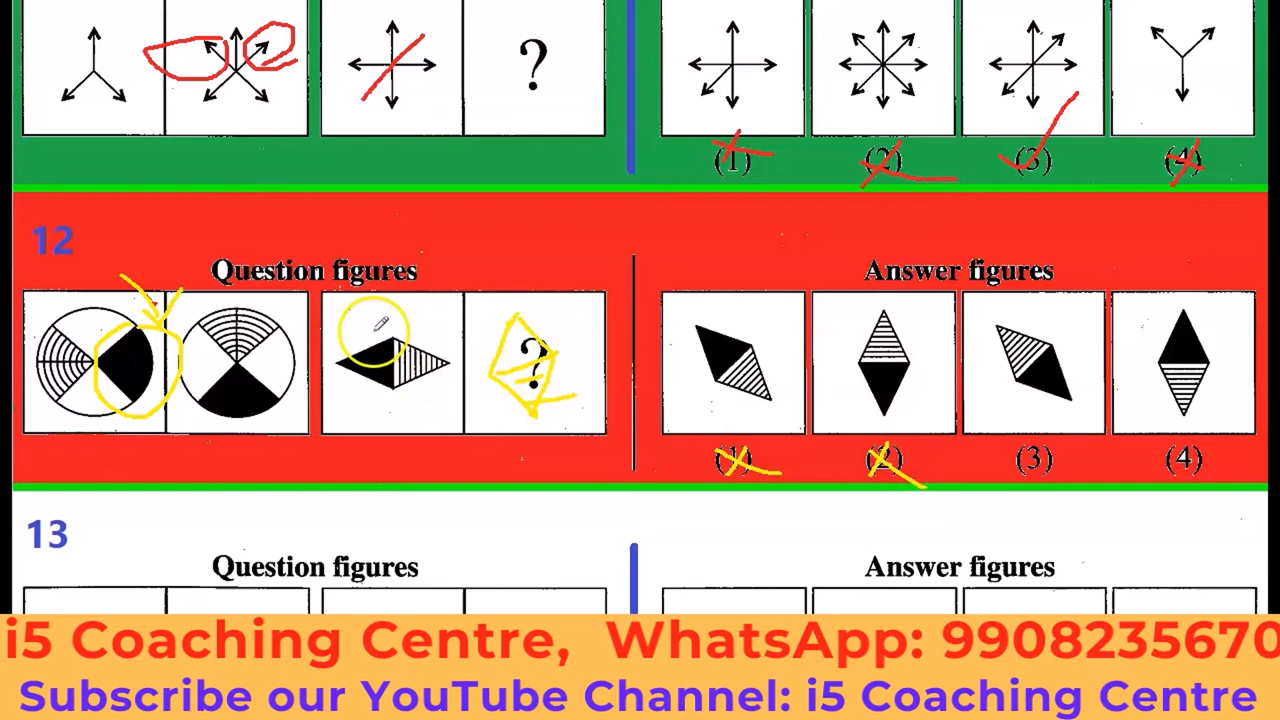 ?
(1) (2) (3) (4)
12
Question figures
Answer figures
?
(1) (2) (3) (4)
13
Question figures
Answer figures
i5 Coaching Centre, WhatsApp: 9908235670
Subscribe our YouTube Channel: i5 Coaching Centre